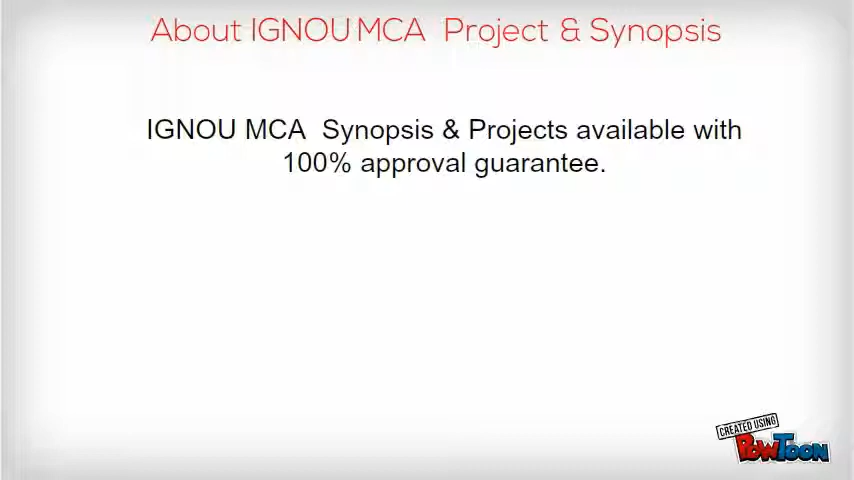 About IGNOU MCA Project & Synopsis
IGNOU MCA Synopsis & Projects available with
100% approval guarantee.
CREATED USING
POWTOON